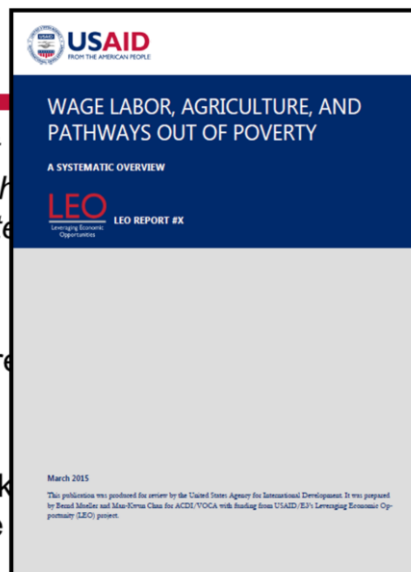 USAID
FROM THE AMERICAN PEOPLE
WAGE LABOR, AGRICULTURE, AND
PATHWAYS OUT OF POVERTY
A SYSTEMATIC OVERVIEW
LEO LEO REPORT #X
Leveraging Economic
Opportunities
March 2015
This publication was produced for review by the United States Agency for International Development. It was prepared
by Bernd Mueller and Man-Kwun Chan for ACDI/VOCA with funding from USAID/E3's Leveraging Economic Op-
portunity (LEO) project.